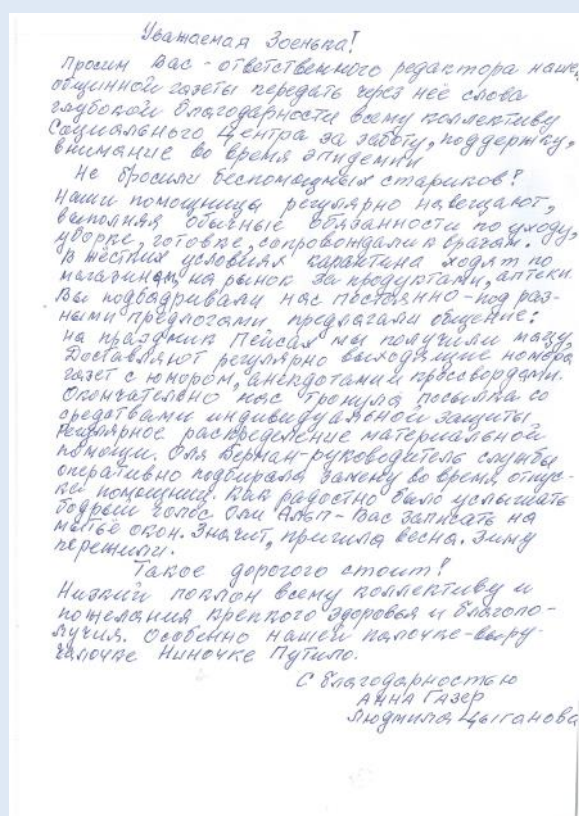 Уважаемая Зоенька!
Просим Вас - ответственного редактора нашей
общинной газеты передать через неё слова
глубокой благодарности всему коллективу
Социального Центра за заботу, поддержку,
внимание во время эпидемии
Не бросили беспомощных стариков!
Наши помощницы регулярно навещают,
выполняя обычные обязанности по уходу,
уборке, готовке, сопровождали к врачам.
В жёстких условиях карантина ходят по
магазинам, на рынок за продуктами, аптеки.
Вы подбадривали нас постоянно - под раз-
ными предлогами предлагали общение:
на праздник Пейсах мы получили мацу,
Доставляют регулярно выходящие номера
газет с юмором, анекдотами и кроссвордами.
Окончательно нас тронула посылка со
средствами индивидуальной защиты
Регулярное распределение материальной
помощи. Оля Берман - руководитель службы
оперативно подбирала замену во время отпус-
ка помощниц. Как радостно было услышать
бодрый голос Оли Альп - Вас записать на
мытьё окон. Значит, пришла весна. Зиму
пережили.
Такое дорогого стоит!
Низкий поклон всему коллективу и
пожелания крепкого здоровья и благопо-
лучия. Особенно нашей палочке-выру-
чалочке Ниночке Путило.
С благодарностью
Анна Газер
Людмила Цыганова